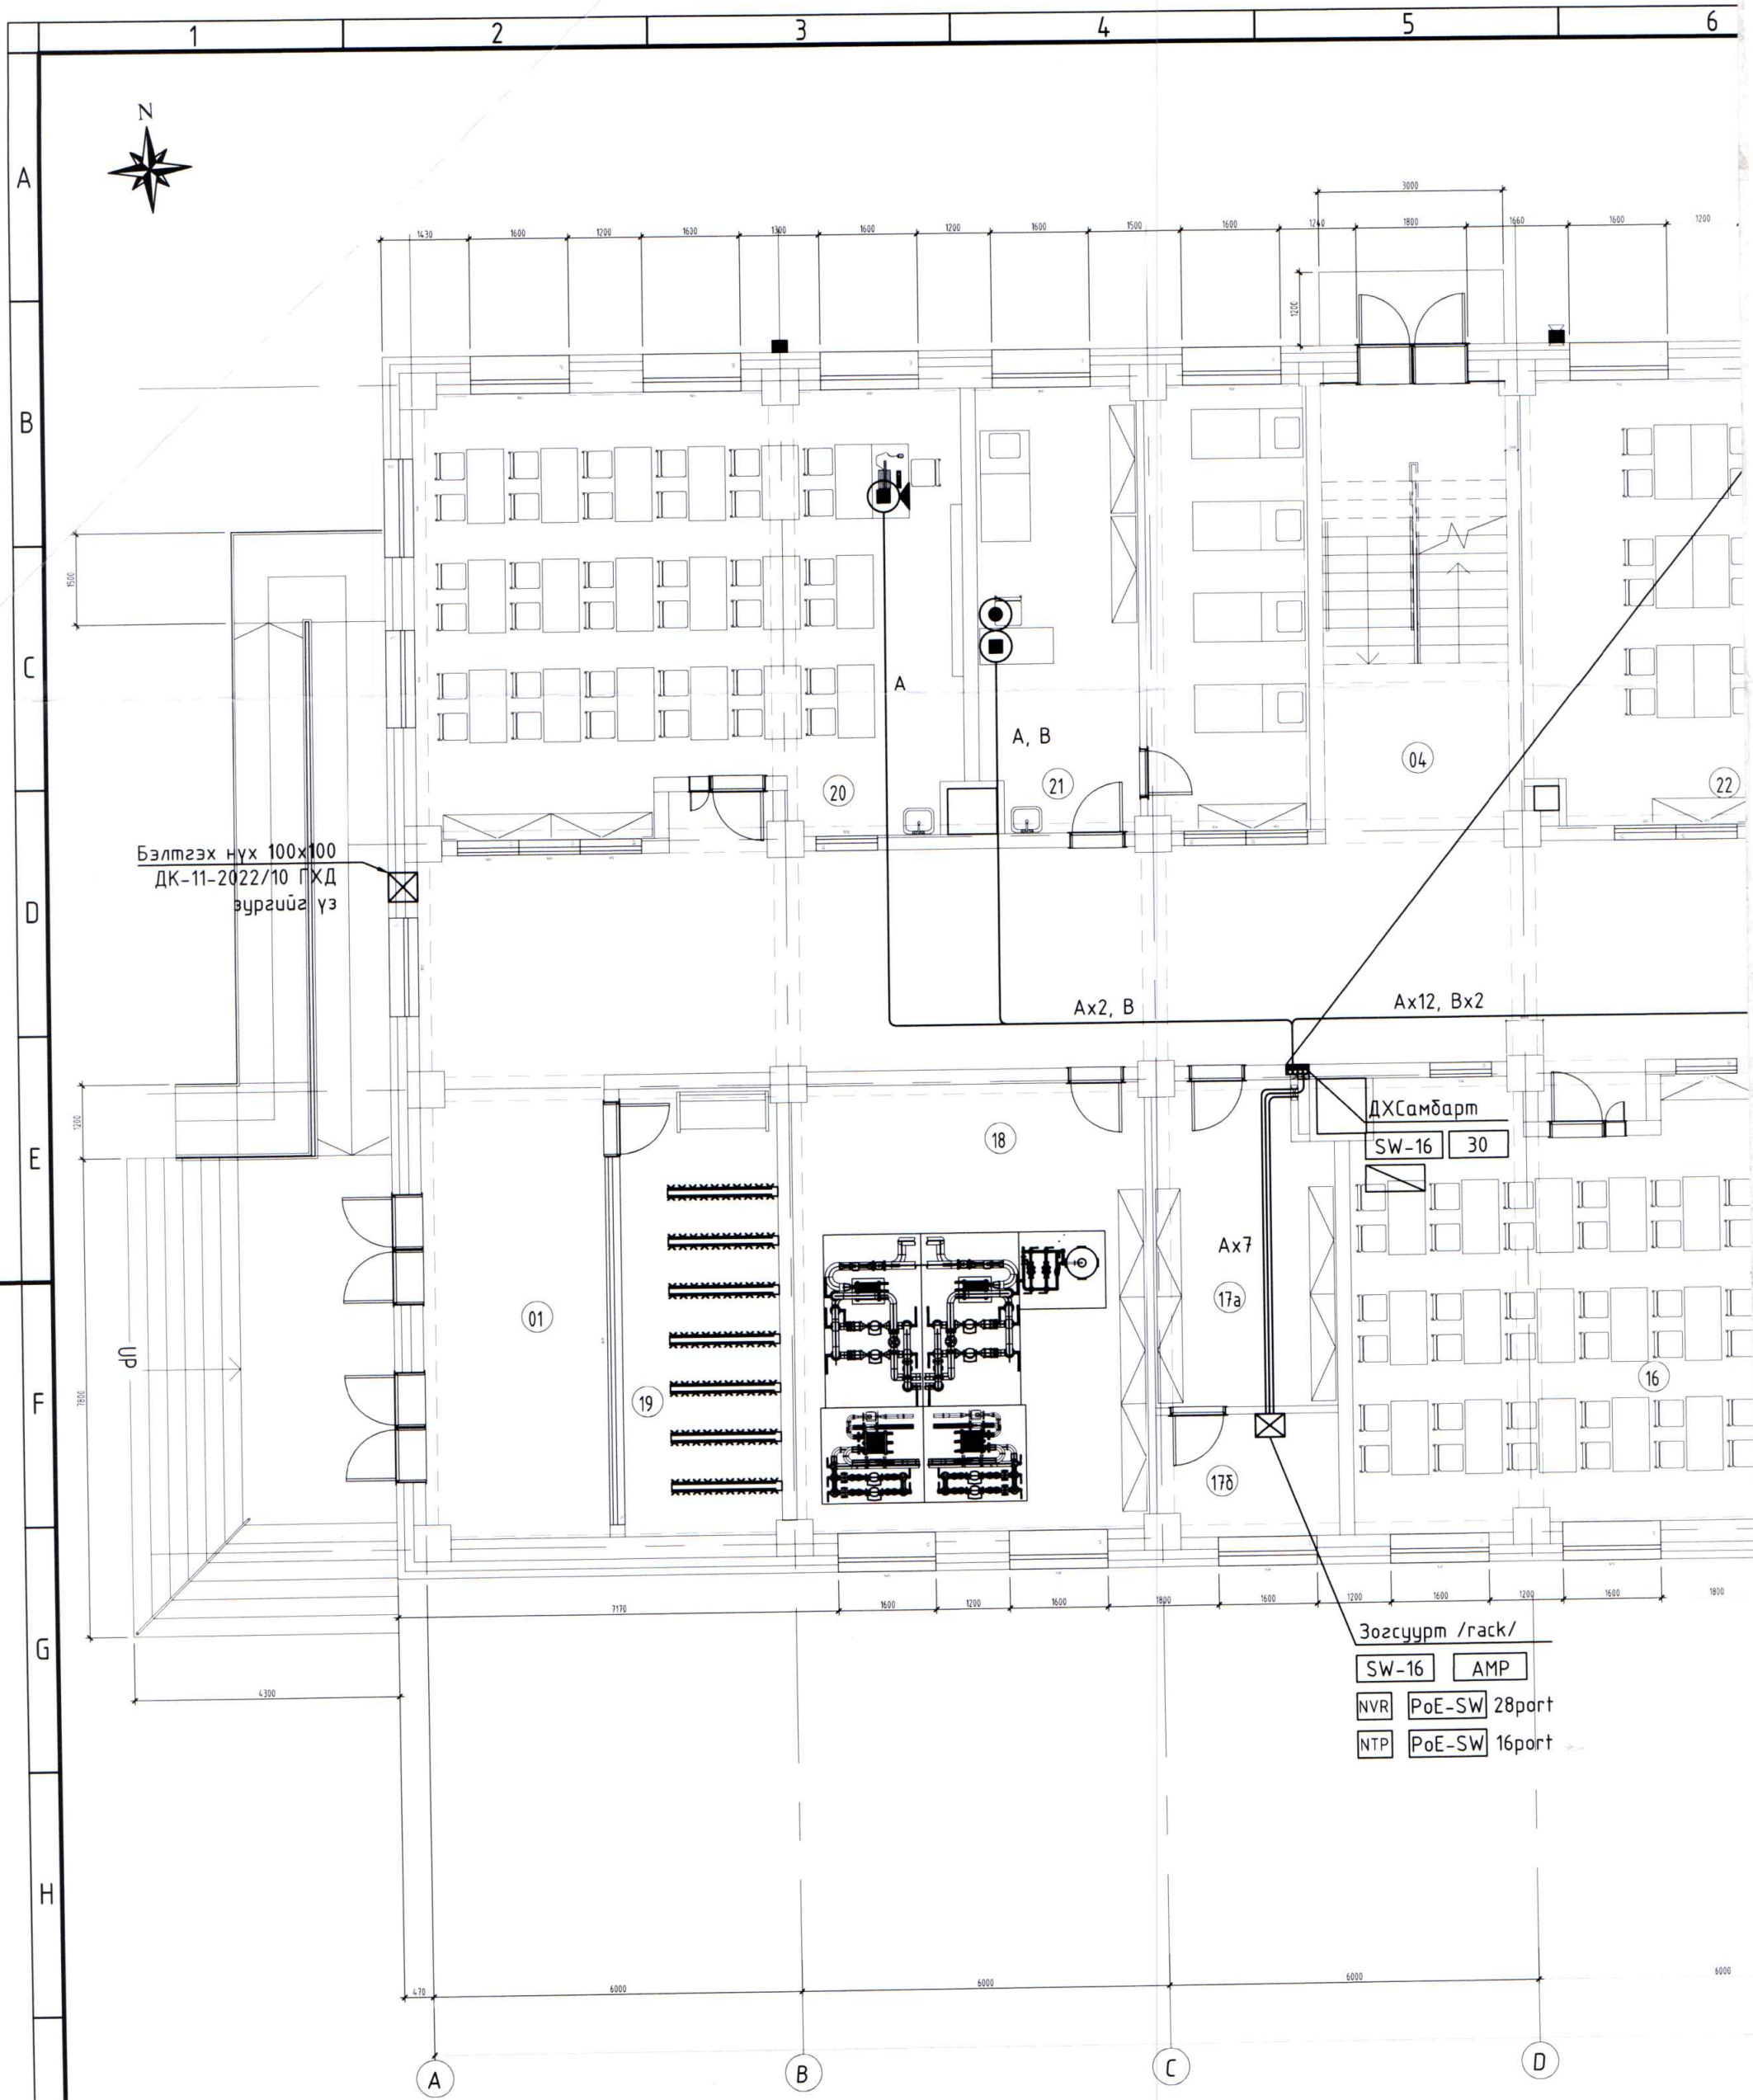 1 2 3 4 5 6
N
A
B
C
D
E
F
G
H
3000
1430 1600 1200 1600 1300 1600 1200 1600 1500 1600 1240 1800 1660 1600 1200
1200
1500
A
A, B
20
21
04
22
Бэлтгэх нүх 100x100
ДК-11-2022/10 ГХД
зургийг үз
Ax2, B
Ax12, Bx2
1200
ДХСамбарт
SW-16 30
18
Ax7
17а
01
19
16
UP
7800
17б
7170 1600 1200 1600 1800 1600 1200 1600 1200 1600 1800
Зогсуурт /rack/
SW-16 AMP
NVR PoE-SW 28port
NTP PoE-SW 16port
4300
470 6000 6000 6000 6000
A B C D